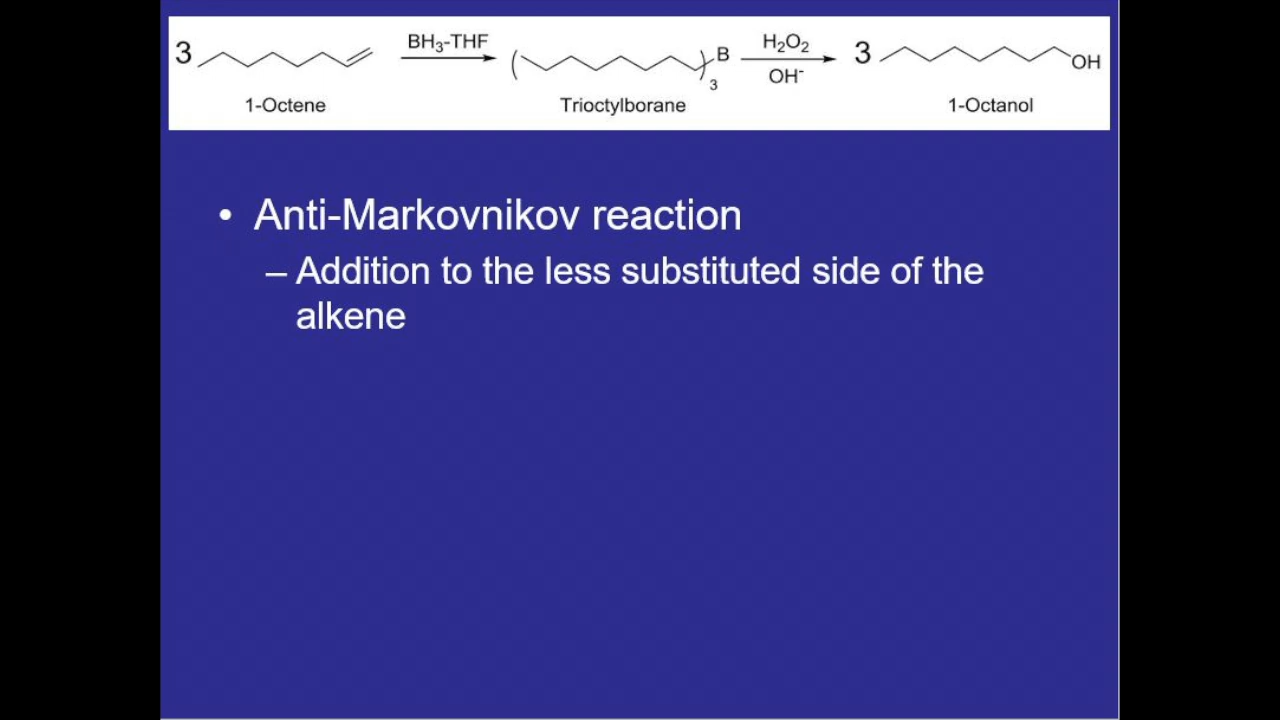 3 BH₃-THF ( )₃ B H₂O₂ OH⁻ 3 OH
1-Octene Trioctylborane 1-Octanol
• Anti-Markovnikov reaction
– Addition to the less substituted side of the
alkene